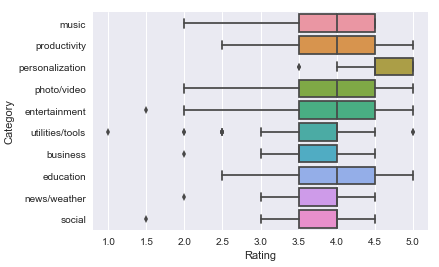 music
productivity
personalization
photo/video
entertainment
utilities/tools
business
education
news/weather
social
Category
1.0 1.5 2.0 2.5 3.0 3.5 4.0 4.5 5.0
Rating